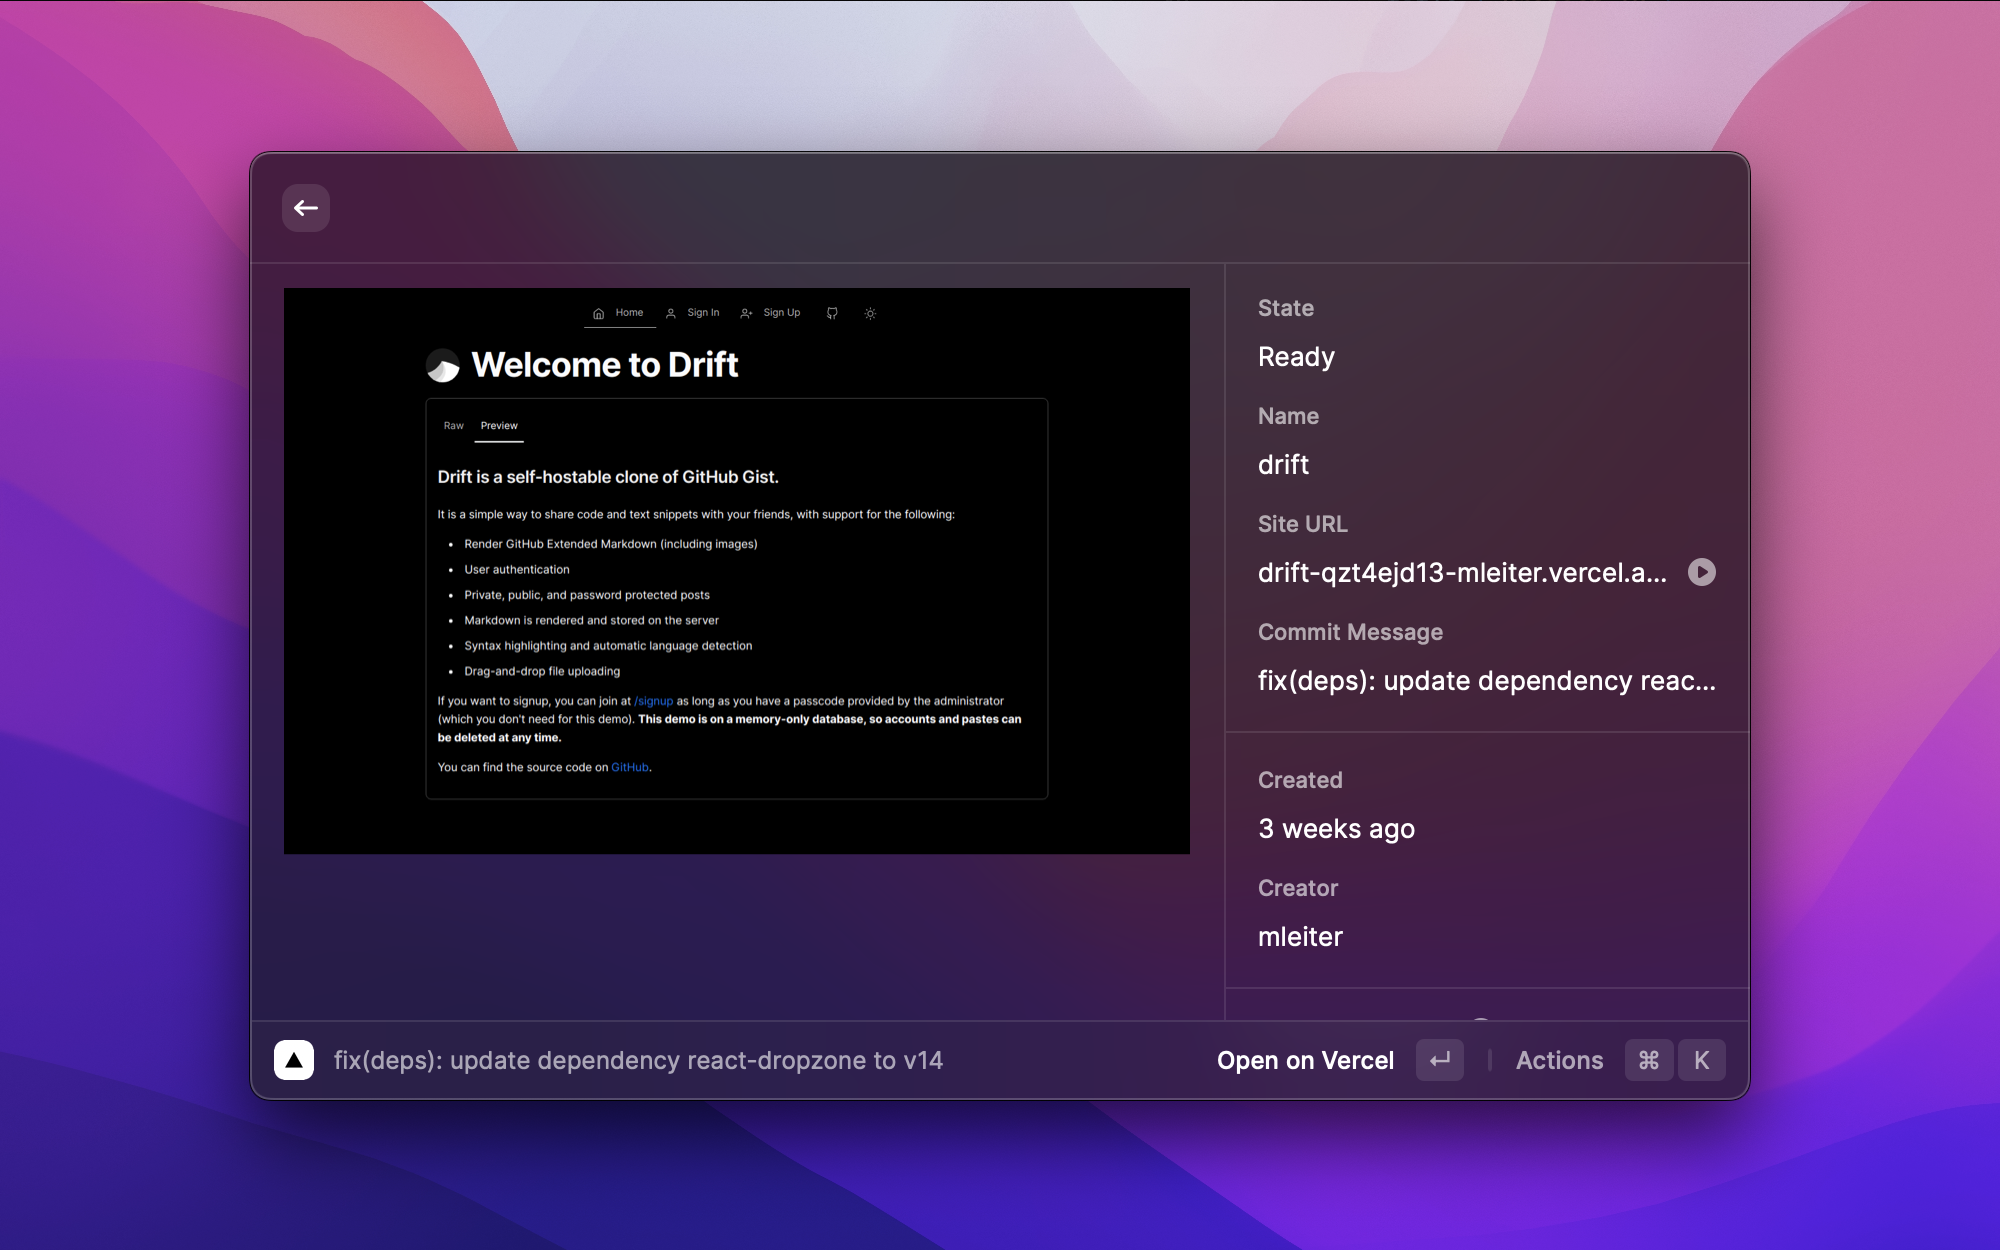 Home Sign In Sign Up
Welcome to Drift
Raw Preview
Drift is a self-hostable clone of GitHub Gist.
It is a simple way to share code and text snippets with your friends, with support for the following:
• Render GitHub Extended Markdown (including images)
• User authentication
• Private, public, and password protected posts
• Markdown is rendered and stored on the server
• Syntax highlighting and automatic language detection
• Drag-and-drop file uploading
If you want to signup, you can join at /signup as long as you have a passcode provided by the administrator
(which you don't need for this demo). This demo is on a memory-only database, so accounts and pastes can
be deleted at any time.
You can find the source code on GitHub.
State
Ready
Name
drift
Site URL
drift-qzt4ejd13-mleiter.vercel.a...
Commit Message
fix(deps): update dependency reac...
Created
3 weeks ago
Creator
mleiter
fix(deps): update dependency react-dropzone to v14
Open on Vercel ↵ Actions ⌘ K